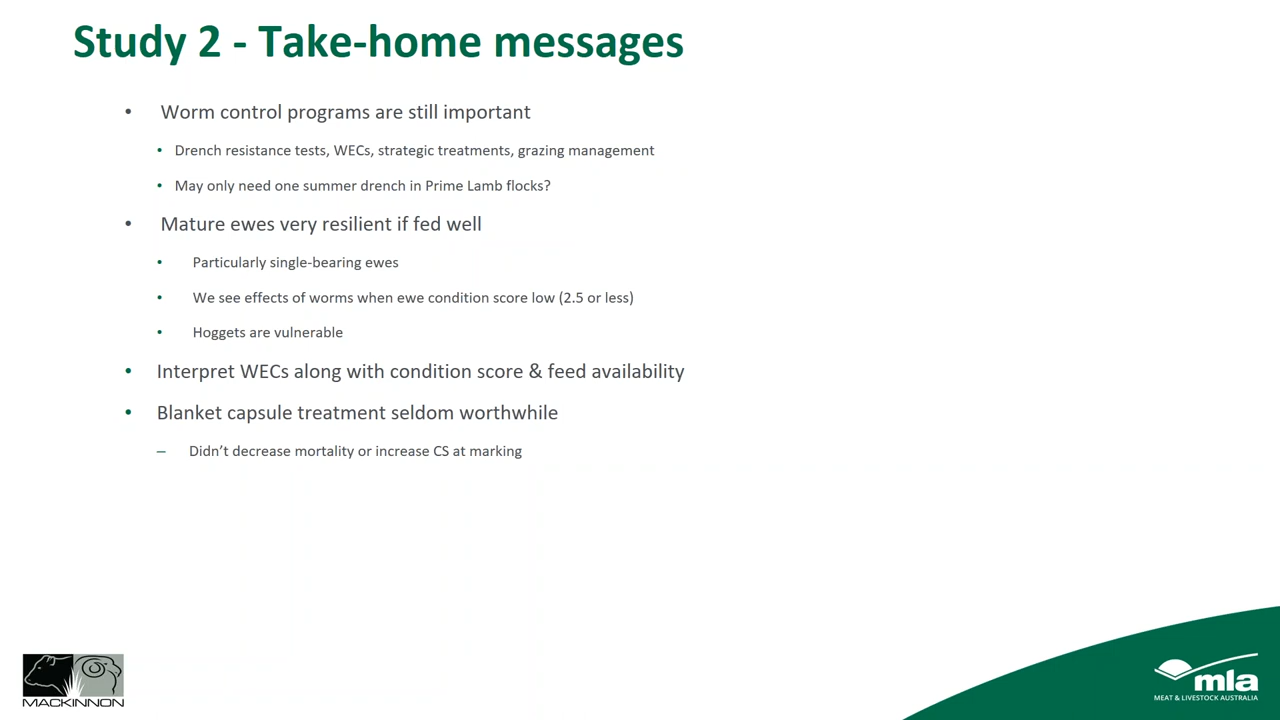 Study 2 - Take-home messages
• Worm control programs are still important
• Drench resistance tests, WECs, strategic treatments, grazing management
• May only need one summer drench in Prime Lamb flocks?
• Mature ewes very resilient if fed well
• Particularly single-bearing ewes
• We see effects of worms when ewe condition score low (2.5 or less)
• Hoggets are vulnerable
• Interpret WECs along with condition score & feed availability
• Blanket capsule treatment seldom worthwhile
– Didn’t decrease mortality or increase CS at marking
MACKINNON
mla
MEAT & LIVESTOCK AUSTRALIA